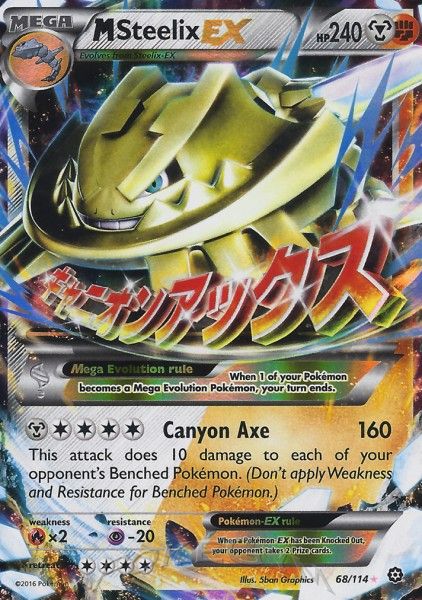 MEGA
M Steelix EX
HP240
Evolves from Steelix-EX
キャニオンアックス
Mega Evolution rule
When 1 of your Pokémon
becomes a Mega Evolution Pokémon, your turn ends.
Canyon Axe 160
This attack does 10 damage to each of your
opponent's Benched Pokémon. (Don't apply Weakness
and Resistance for Benched Pokémon.)
weakness resistance
×2 -20
Pokémon-EX rule
When a Pokémon-EX has been Knocked Out,
your opponent takes 2 Prize cards.
retreat
©2016 Pokémon
Illus. 5ban Graphics
68/114